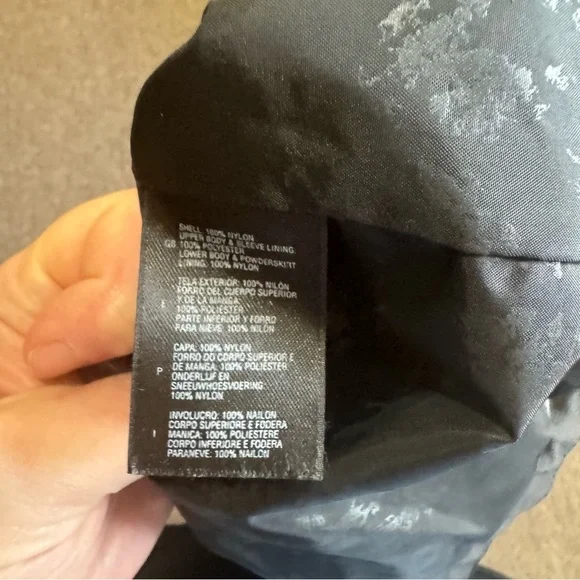 SHELL: 100% NYLON
UPPER BODY & SLEEVE LINING:
GB 100% POLYESTER
LOWER BODY & POWDERSKIRT
LINING: 100% NYLON
TELA EXTERIOR: 100% NILÓN
FORRO DEL CUERPO SUPERIOR
E Y DE LA MANGA:
100% POLIÉSTER
PARTE INFERIOR Y FORRO
PARA NIEVE: 100% NILÓN
CAPA: 100% NYLON
FORRO DO CORPO SUPERIOR E
P DE MANGA: 100% POLIÉSTER
ONDERLIJF EN
SNEEUWHOESVOERING:
100% NYLON
INVOLUCRO: 100% NAILON
CORPO SUPERIORE E FODERA
I MANICA: 100% POLIESTERE
CORPO INFERIORE E FODERA
PARANEVE: 100% NAILON